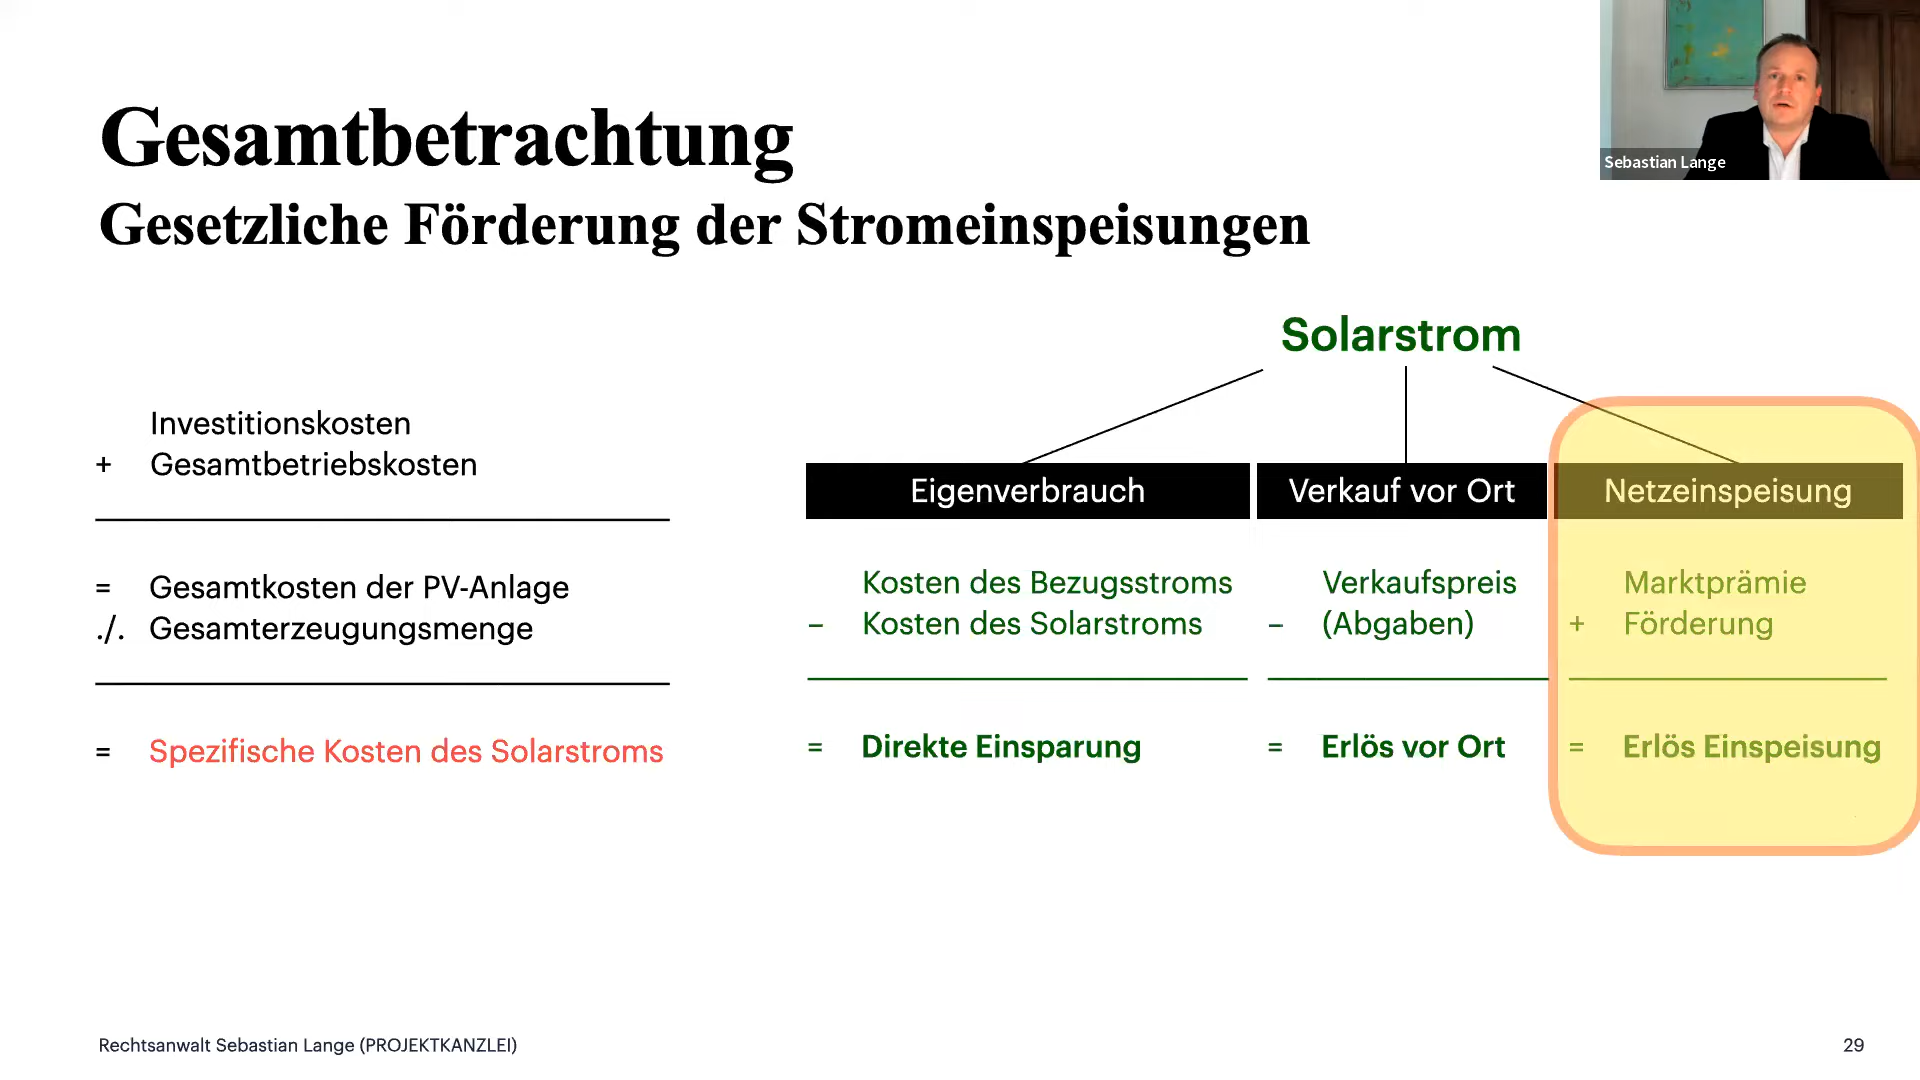 Gesamtbetrachtung
Gesetzliche Förderung der Stromeinspeisungen
Sebastian Lange
Investitionskosten
+ Gesamtbetriebskosten
= Gesamtkosten der PV-Anlage
./. Gesamterzeugungsmenge
= Spezifische Kosten des Solarstroms
Solarstrom
Eigenverbrauch
Kosten des Bezugsstroms
– Kosten des Solarstroms
= Direkte Einsparung
Verkauf vor Ort
Verkaufspreis
– (Abgaben)
= Erlös vor Ort
Netzeinspeisung
Marktprämie
+ Förderung
= Erlös Einspeisung
Rechtsanwalt Sebastian Lange (PROJEKTKANZLEI)
29